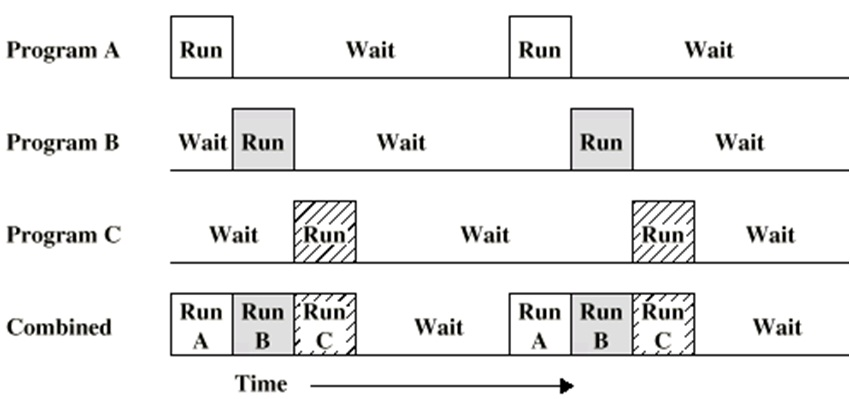 Program A Run Wait Run Wait
Program B Wait Run Wait Run Wait
Program C Wait Run Wait Run Wait
Combined Run A Run B Run C Wait Run A Run B Run C Wait
Time